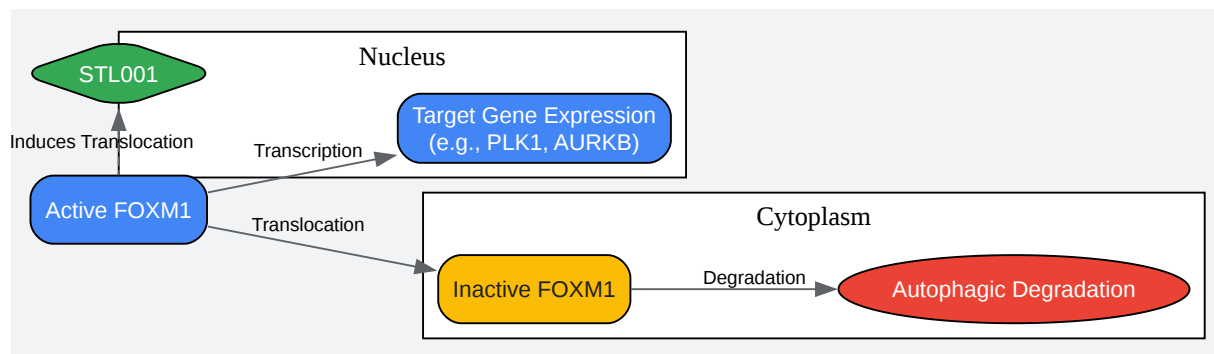 Nucleus
STL001
Target Gene Expression
(e.g., PLK1, AURKB)
Induces Translocation
Transcription
Active FOXM1
Translocation
Cytoplasm
Inactive FOXM1
Degradation
Autophagic Degradation